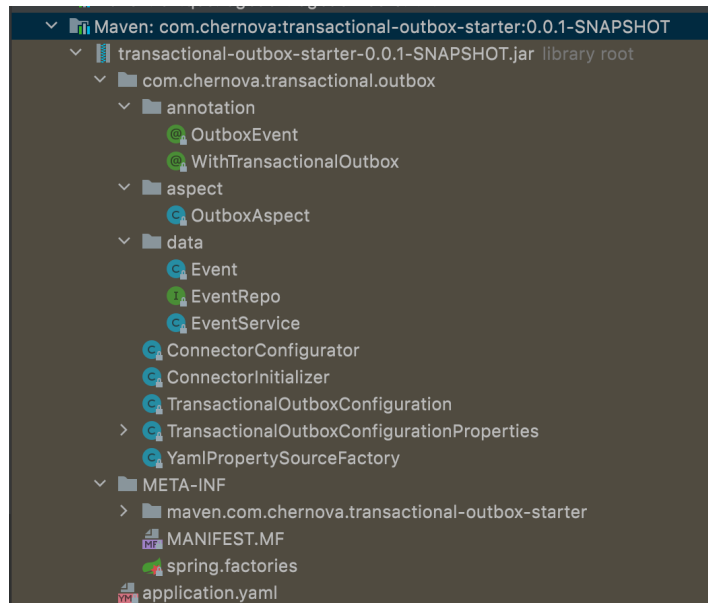 Maven: com.chernova:transactional-outbox-starter:0.0.1-SNAPSHOT
transactional-outbox-starter-0.0.1-SNAPSHOT.jar library root
com.chernova.transactional.outbox
annotation
OutboxEvent
WithTransactionalOutbox
aspect
OutboxAspect
data
Event
EventRepo
EventService
ConnectorConfigurator
ConnectorInitializer
TransactionalOutboxConfiguration
TransactionalOutboxConfigurationProperties
YamlPropertySourceFactory
META-INF
maven.com.chernova.transactional-outbox-starter
MANIFEST.MF
spring.factories
application.yaml